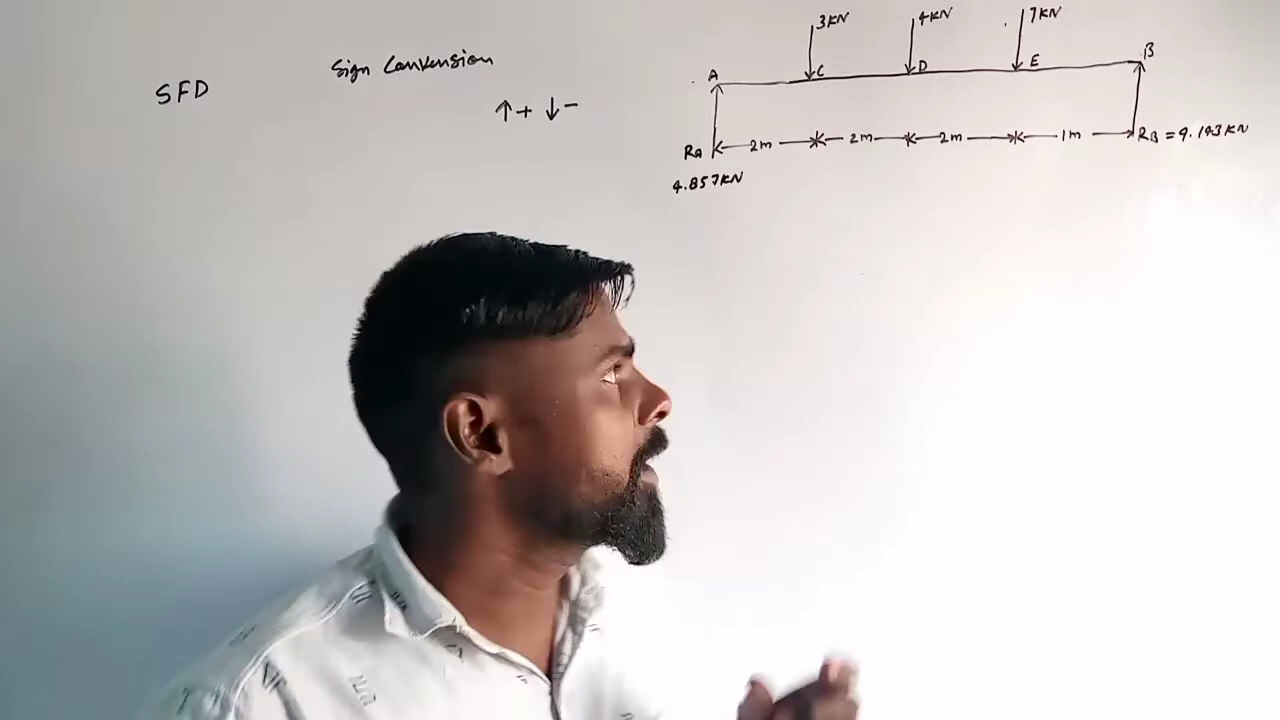 SFD
Sign Convension
↑+ ↓-
3KN 4KN 7KN
A C D E B
RA 2m 2m 2m 1m RB = 9.143KN
4.857KN